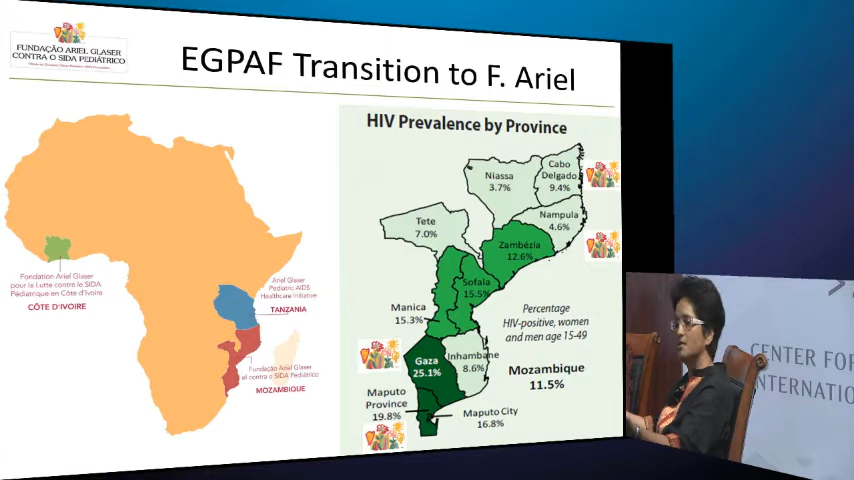 FUNDAÇÃO ARIEL GLASER
CONTRA O SIDA PEDIÁTRICO
EGPAF Transition to F. Ariel
Fondation Ariel Glaser
pour la Lutte contre le SIDA
Pédiatrique en Côte d'Ivoire
CÔTE D'IVOIRE
Ariel Glaser
Pediatric AIDS
Healthcare Initiative
TANZANIA
Fundação Ariel Glaser
el contra o SIDA Pediátrico
MOZAMBIQUE
HIV Prevalence by Province
Niassa
3.7%
Cabo
Delgado
9.4%
Nampula
4.6%
Tete
7.0%
Zambézia
12.6%
Sofala
15.5%
Manica
15.3%
Gaza
25.1%
Inhambane
8.6%
Maputo
Province
19.8%
Maputo City
16.8%
Percentage
HIV-positive, women
and men age 15-49
Mozambique
11.5%
CENTER FOR
INTERNATIO